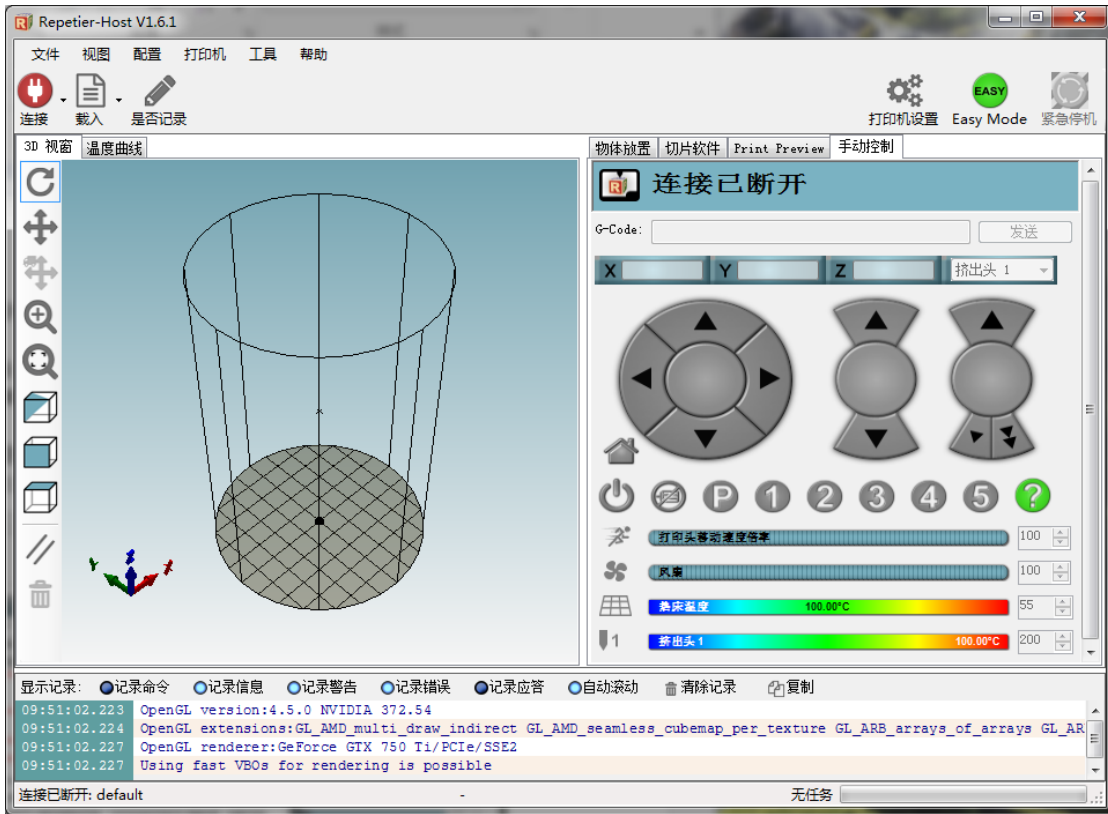 Repetier-Host V1.6.1
文件 视图 配置 打印机 工具 帮助
连接 载入 是否记录 打印机设置 EASY Easy Mode 紧急停机
3D 视窗 温度曲线
物体放置 切片软件 Print Preview 手动控制
连接已断开
G-Code: 发送
X Y Z 挤出头 1
P 1 2 3 4 5 ?
打印头移动速度倍率 100
风扇 100
热床温度 100.00°C 55
1 挤出头1 100.00°C 200
Y Z X
显示记录: 记录命令 记录信息 记录警告 记录错误 记录应答 自动滚动 清除记录 复制
09:51:02.223 OpenGL version:4.5.0 NVIDIA 372.54
09:51:02.224 OpenGL extensions:GL_AMD_multi_draw_indirect GL_AMD_seamless_cubemap_per_texture GL_ARB_arrays_of_arrays GL_AR
09:51:02.227 OpenGL renderer:GeForce GTX 750 Ti/PCIe/SSE2
09:51:02.227 Using fast VBOs for rendering is possible
连接已断开: default - 无任务